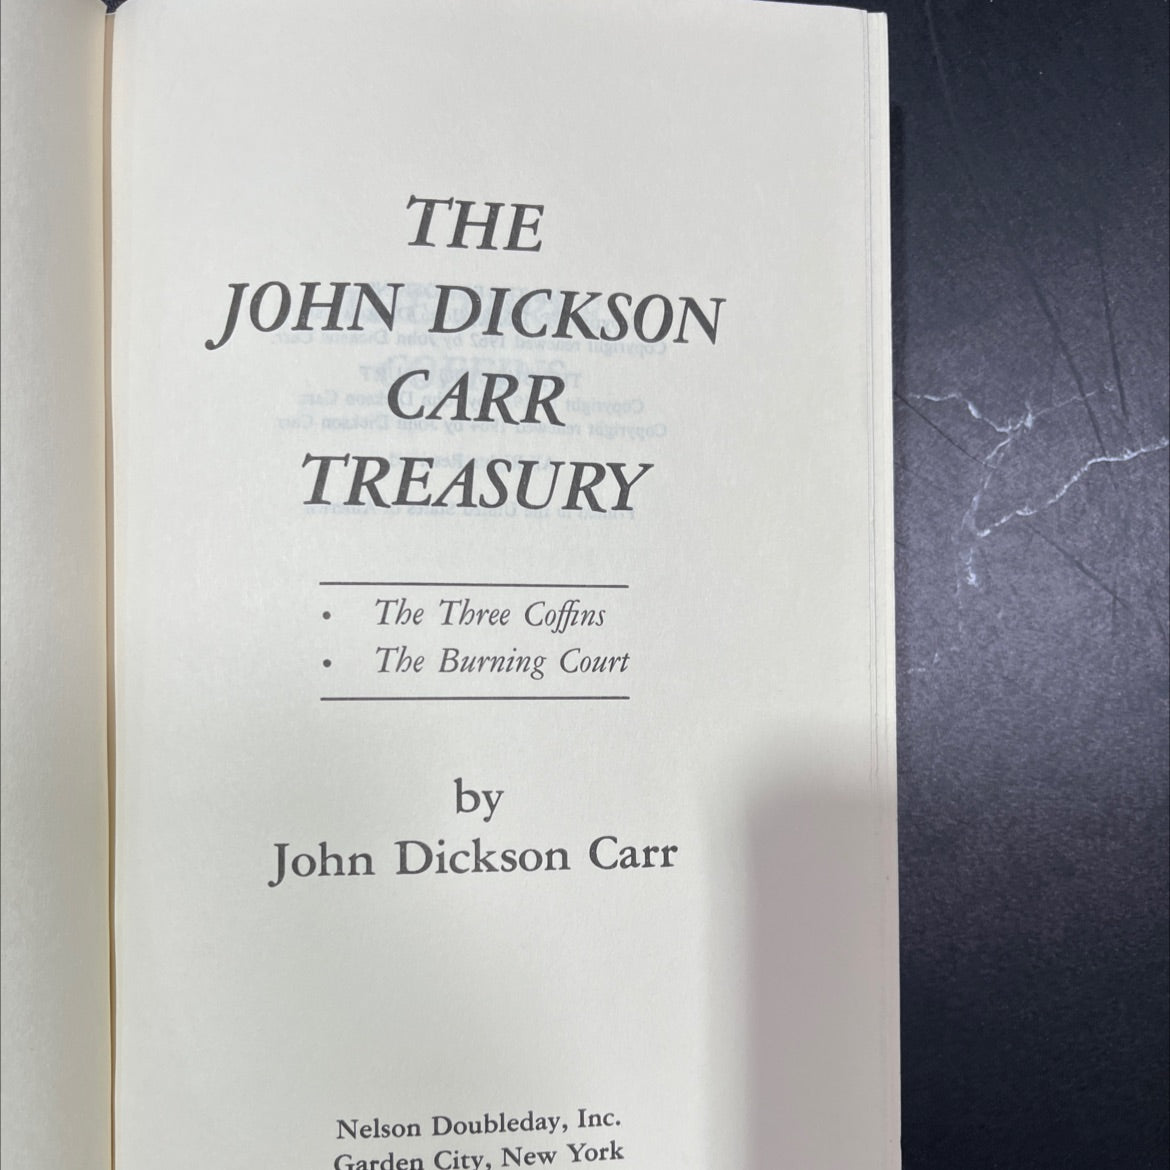 THE
JOHN DICKSON
CARR
TREASURY
• The Three Coffins
• The Burning Court
by
John Dickson Carr
Nelson Doubleday, Inc.
Garden City, New York